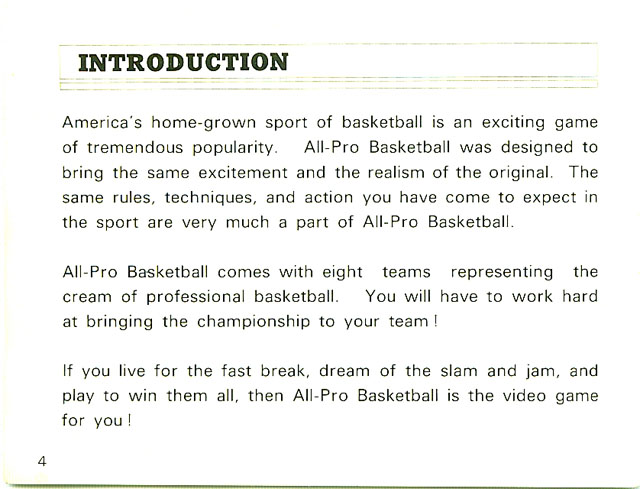 INTRODUCTION
America's home-grown sport of basketball is an exciting game
of tremendous popularity. All-Pro Basketball was designed to
bring the same excitement and the realism of the original. The
same rules, techniques, and action you have come to expect in
the sport are very much a part of All-Pro Basketball.
All-Pro Basketball comes with eight teams representing the
cream of professional basketball. You will have to work hard
at bringing the championship to your team !
If you live for the fast break, dream of the slam and jam, and
play to win them all, then All-Pro Basketball is the video game
for you !
4